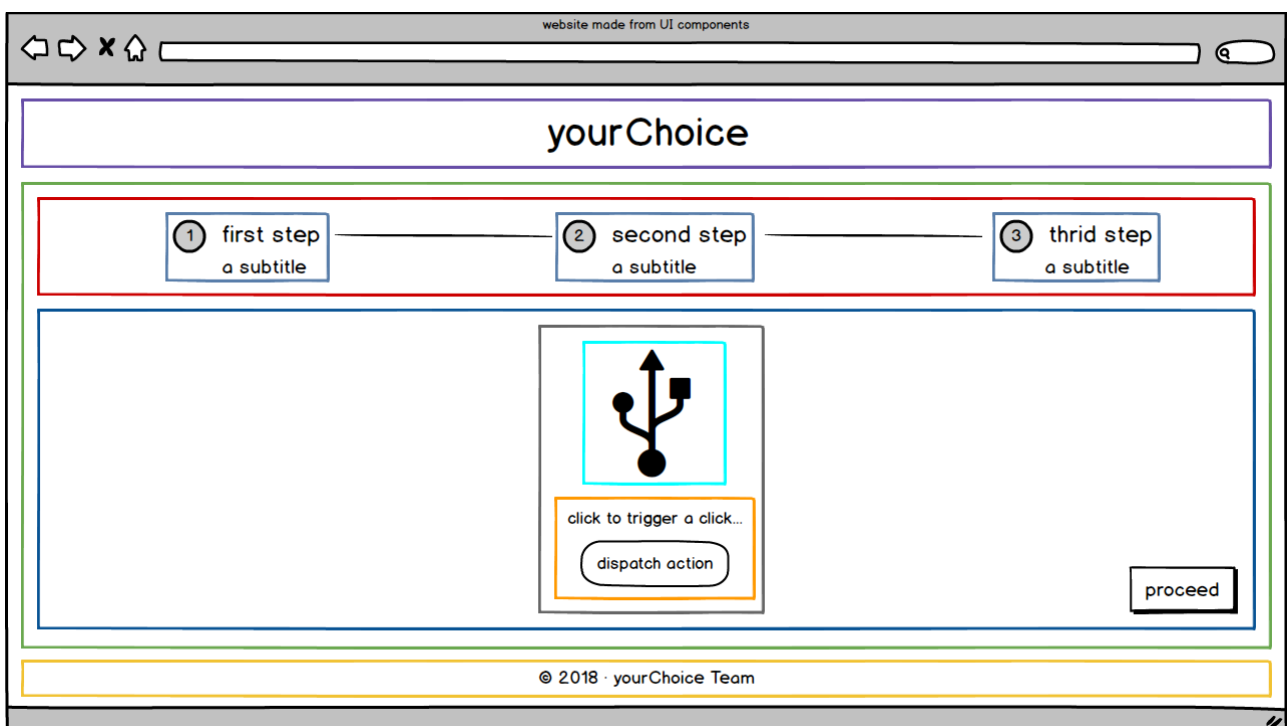 website made from UI components
yourChoice
1 first step
a subtitle
2 second step
a subtitle
3 thrid step
a subtitle
click to trigger a click...
dispatch action
proceed
© 2018 · yourChoice Team